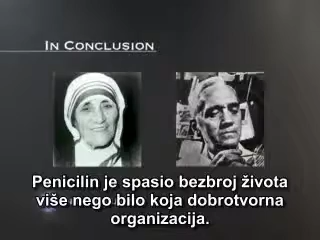 In Conclusion
Penicilin je spasio bezbroj života
više nego bilo koja dobrotvorna
organizacija.